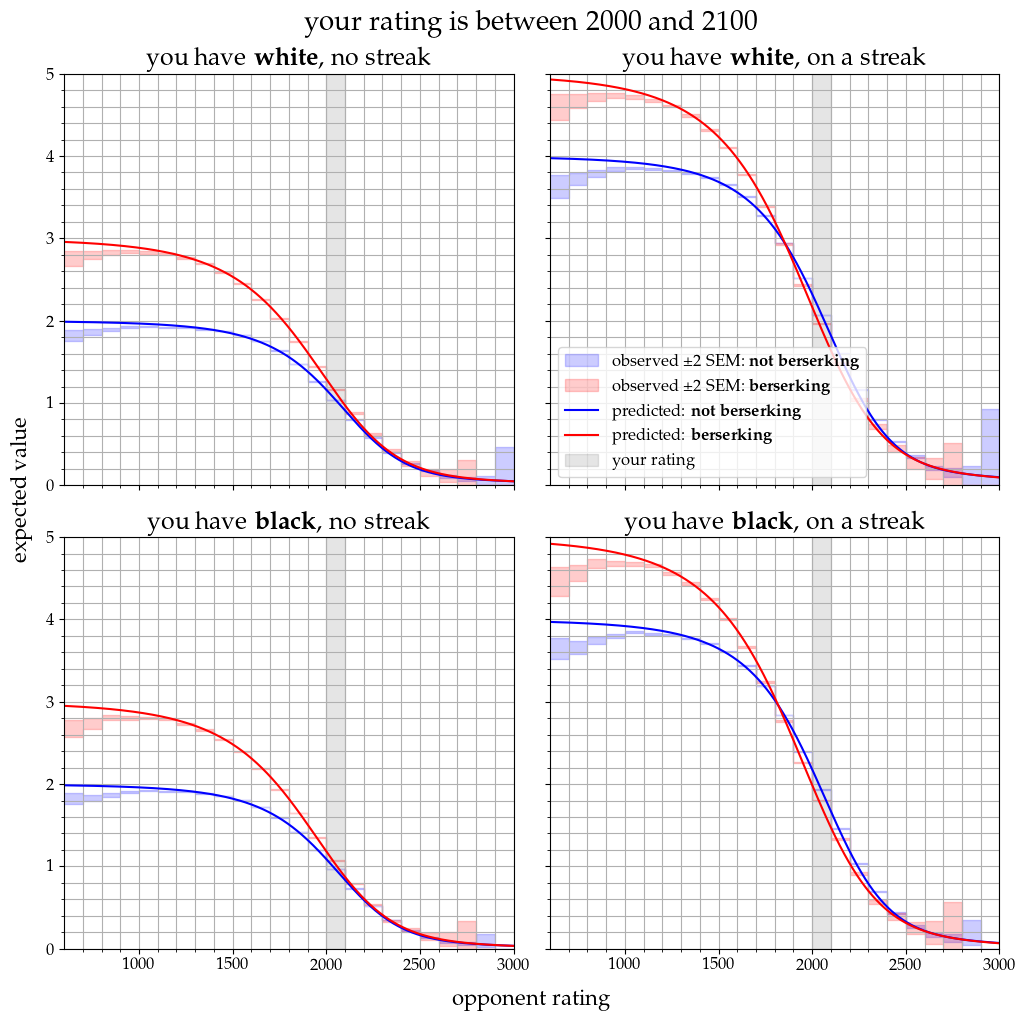 your rating is between 2000 and 2100
you have white, no streak
you have white, on a streak
5
4
3
2
1
0
observed ±2 SEM: not berserking
observed ±2 SEM: berserking
predicted: not berserking
predicted: berserking
your rating
expected value
you have black, no streak
you have black, on a streak
5
4
3
2
1
0
1000 1500 2000 2500 3000
1000 1500 2000 2500 3000
opponent rating